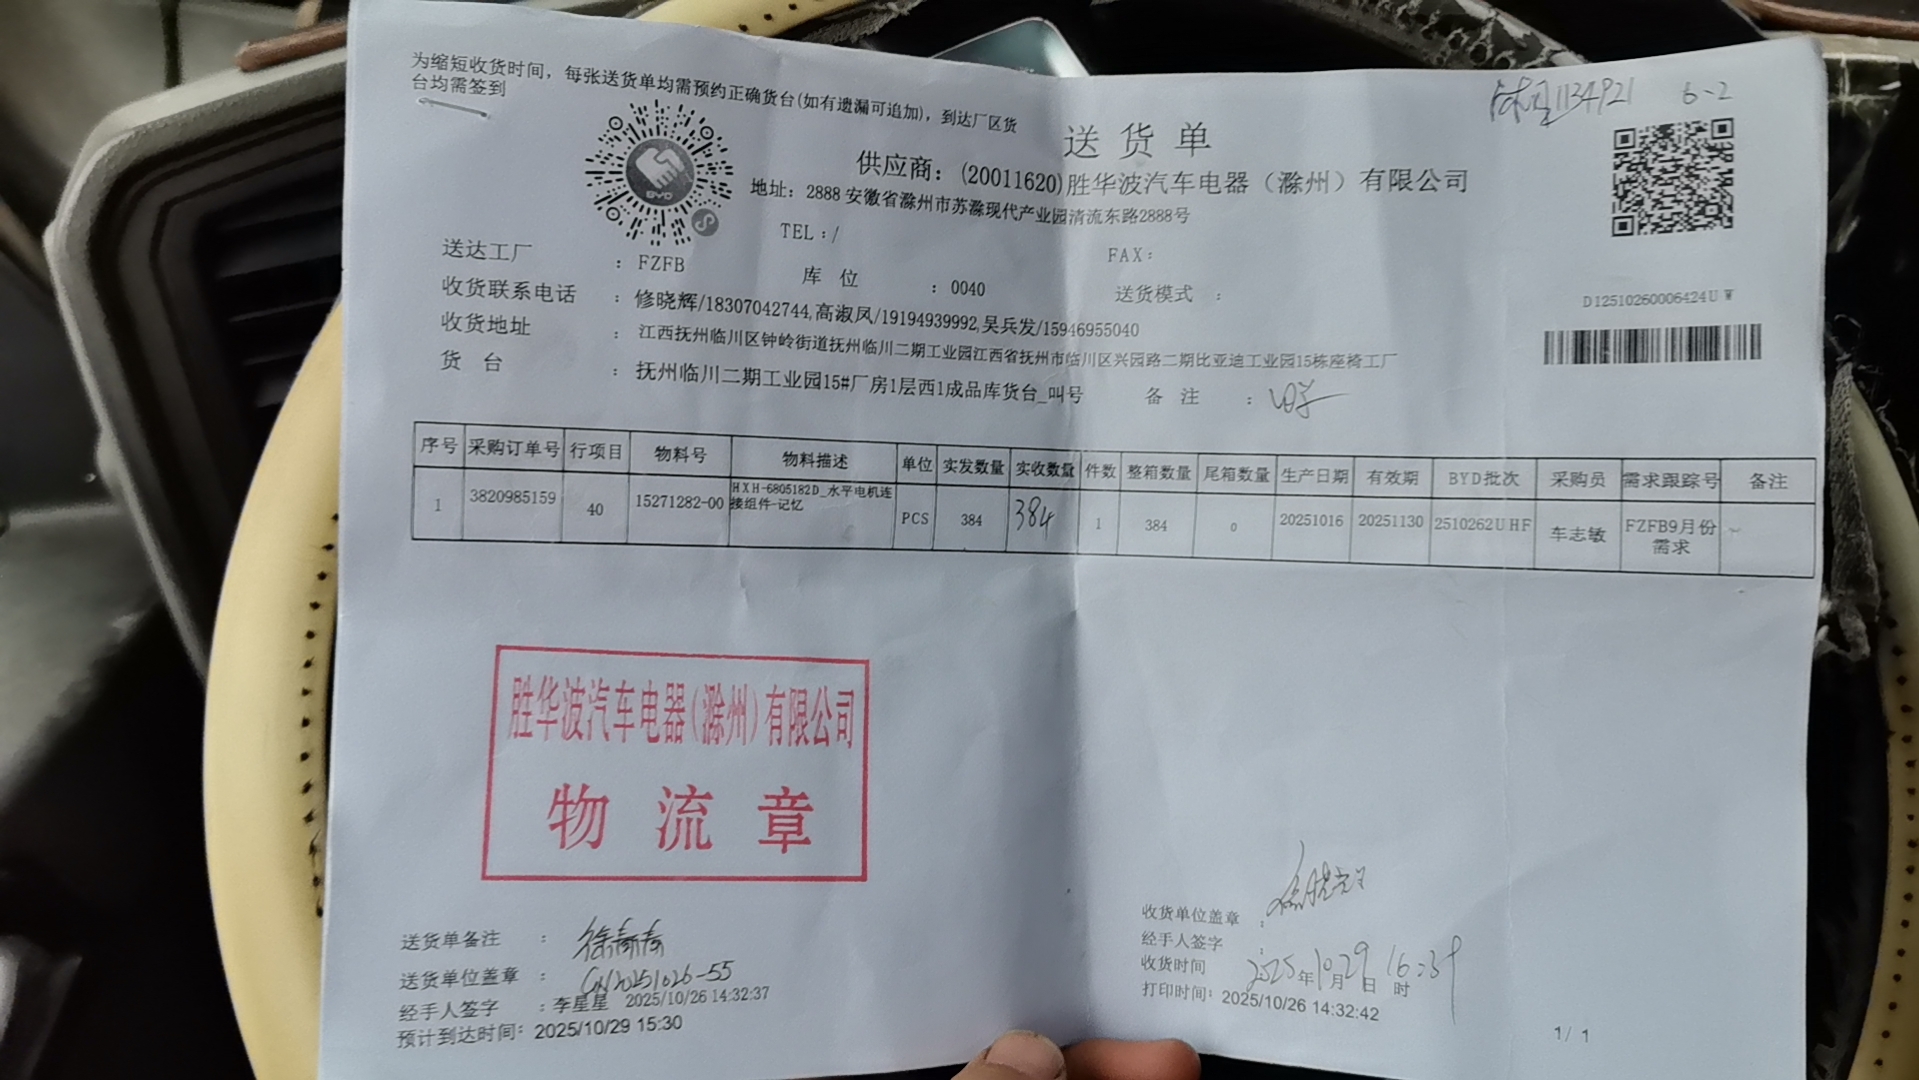 为缩短收货时间，每张送货单均需预约正确货台(如有遗漏可追加)，到达厂区货
台均需签到
1134921 6-2
送货单
供应商：(20011620)胜华波汽车电器（滁州）有限公司
地址：2888 安徽省滁州市苏滁现代产业园清流东路2888号
BYD
TEL：/
FAX：
送达工厂 ：FZFB
库 位 ：0040
送货模式 ：
D12510260006424UW
收货联系电话 ：修晓辉/18307042744,高淑凤/19194939992,吴兵发/15946955040
收货地址 ：江西抚州临川区钟岭街道抚州临川二期工业园江西省抚州市临川区兴园路二期比亚迪工业园15栋座椅工厂
货 台 ：抚州临川二期工业园15#厂房1层西1成品库货台_叫号
备 注 ：
序号 采购订单号 行项目 物料号 物料描述 单位 实发数量 实收数量 件数 整箱数量 尾箱数量 生产日期 有效期 BYD批次 采购员 需求跟踪号 备注
1 3820985159 40 15271282-00 HXH-6805182D_水平电机连接组件-记忆 PCS 384 384 1 384 0 20251016 20251130 2510262UHF 车志敏 FZFB9月份需求
胜华波汽车电器(滁州)有限公司
物流章
送货单备注 ：
送货单位盖章 ：
经手人签字 ：李星星 2025/10/26 14:32:37
预计到达时间：2025/10/29 15:30
收货单位盖章 ：
经手人签字 ：
收货时间 2025年10月29日16:39时
打印时间：2025/10/26 14:32:42
1/ 1